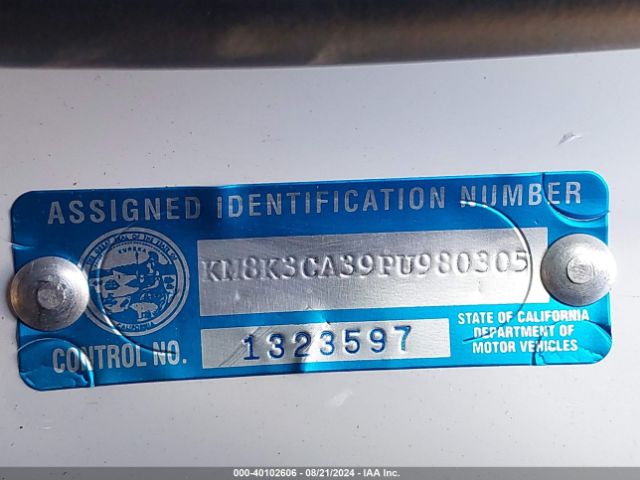 ASSIGNED IDENTIFICATION NUMBER
KM8K3CA39PU980305
CONTROL NO.
1323597
STATE OF CALIFORNIA
DEPARTMENT OF
MOTOR VEHICLES
000-40102606 - 08/21/2024 - IAA Inc.